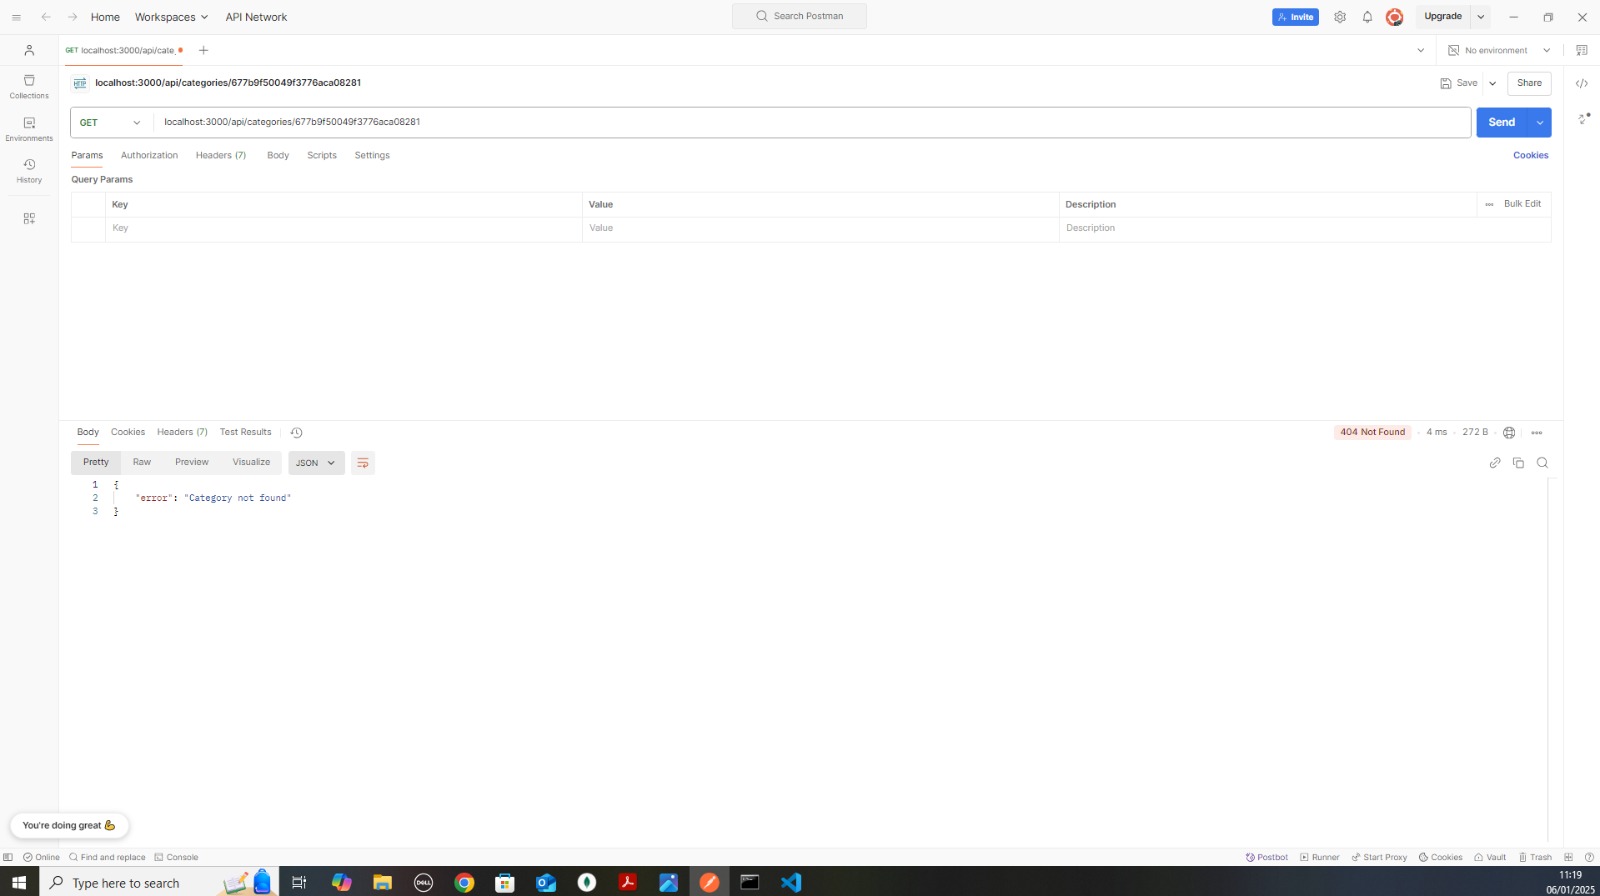 Home Workspaces API Network Search Postman Invite Upgrade
GET localhost:3000/api/cate No environment
localhost:3000/api/categories/677b9f50049f3776aca08281 Save Share
Collections
GET localhost:3000/api/categories/677b9f50049f3776aca08281 Send
Environments
Params Authorization Headers (7) Body Scripts Settings Cookies
History
Query Params
Key Value Description Bulk Edit
Key Value Description
Body Cookies Headers (7) Test Results 404 Not Found 4 ms 272 B
Pretty Raw Preview Visualize JSON
1 {
2 "error": "Category not found"
3 }
You're doing great 💪
Online Find and replace Console Postbot Runner Start Proxy Cookies Vault Trash
Type here to search DELL
11:19
06/01/2025